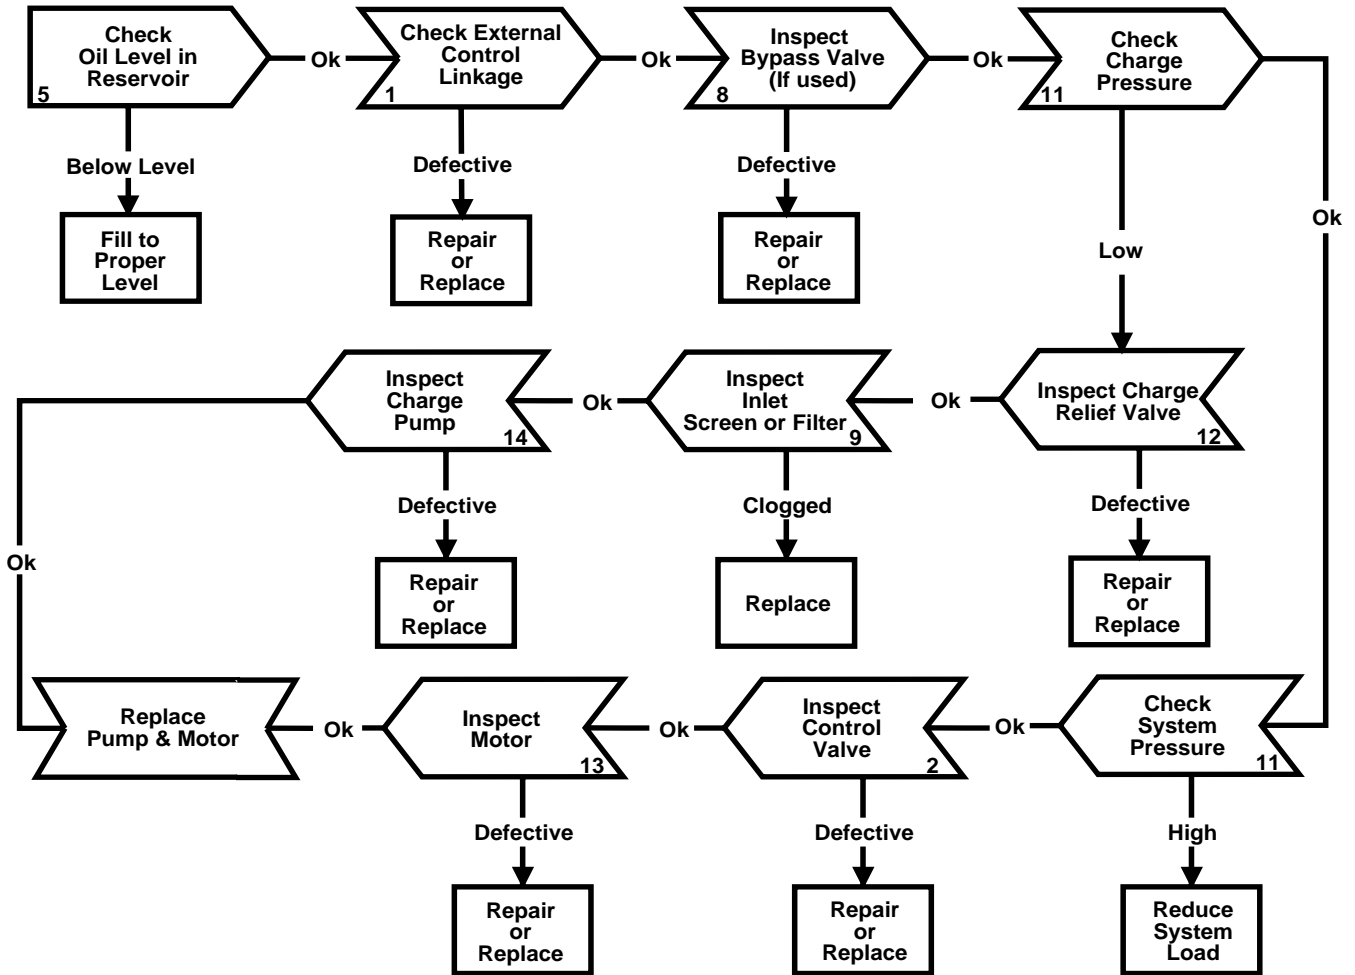 Check
Oil Level in
Reservoir
5
Ok
Check External
Control
Linkage
1
Ok
Inspect
Bypass Valve
(If used)
8
Ok
Check
Charge
Pressure
11
Below Level
Defective
Defective
Low
Ok
Fill to
Proper
Level
Repair
or
Replace
Repair
or
Replace
Inspect
Charge
Pump
14
Ok
Inspect
Inlet
Screen or Filter
9
Ok
Inspect Charge
Relief Valve
12
Defective
Clogged
Defective
Ok
Repair
or
Replace
Replace
Repair
or
Replace
Replace
Pump & Motor
Ok
Inspect
Motor
13
Ok
Inspect
Control
Valve
2
Ok
Check
System
Pressure
11
Defective
Defective
High
Repair
or
Replace
Repair
or
Replace
Reduce
System
Load